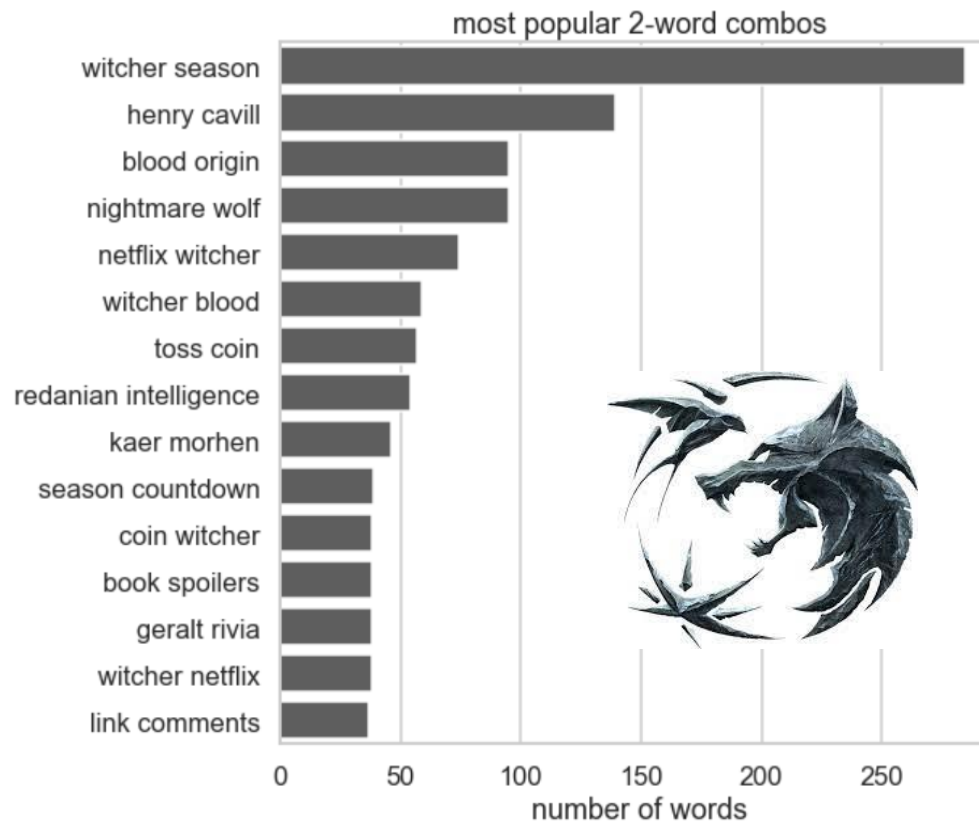 most popular 2-word combos
witcher season
henry cavill
blood origin
nightmare wolf
netflix witcher
witcher blood
toss coin
redanian intelligence
kaer morhen
season countdown
coin witcher
book spoilers
geralt rivia
witcher netflix
link comments
0 50 100 150 200 250
number of words